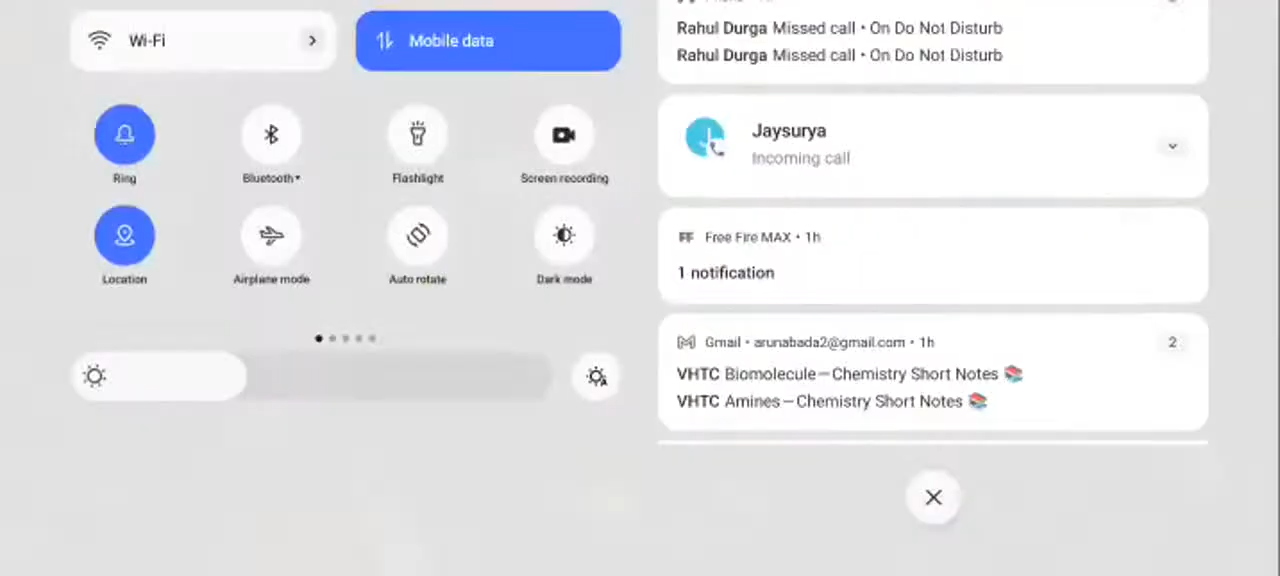 Wi-Fi
Mobile data
Ring
Bluetooth
Flashlight
Screen recording
Location
Airplane mode
Auto rotate
Dark mode
Rahul Durga Missed call • On Do Not Disturb
Rahul Durga Missed call • On Do Not Disturb
Jaysurya
Incoming call
Free Fire MAX • 1h
1 notification
Gmail • arunabada2@gmail.com • 1h
2
VHTC Biomolecule—Chemistry Short Notes 📚
VHTC Amines—Chemistry Short Notes 📚